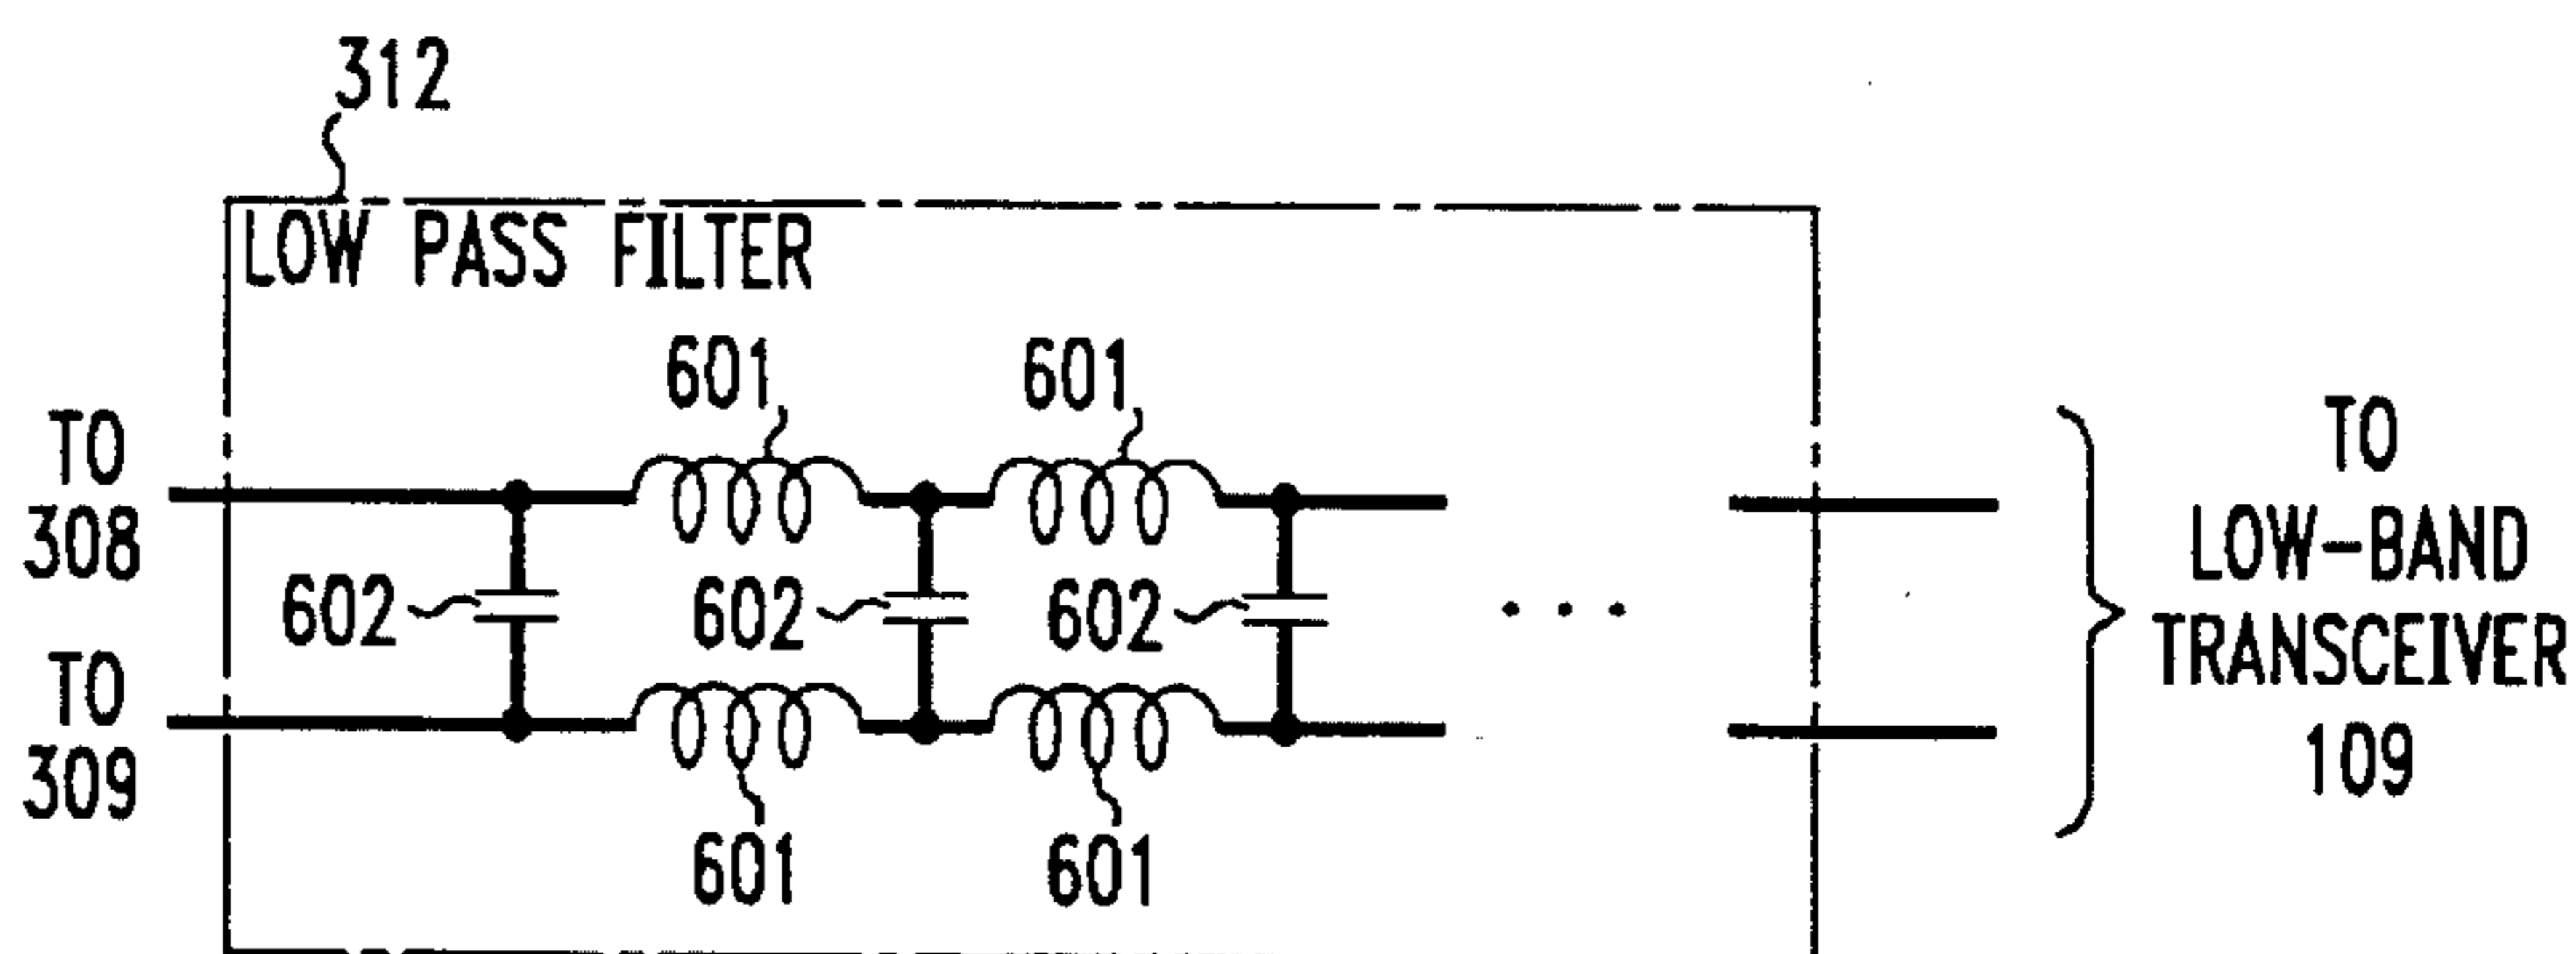 312
LOW PASS FILTER
601 601
TO
308
602 602 602
TO
309
601 601
TO
LOW-BAND
TRANSCEIVER
109